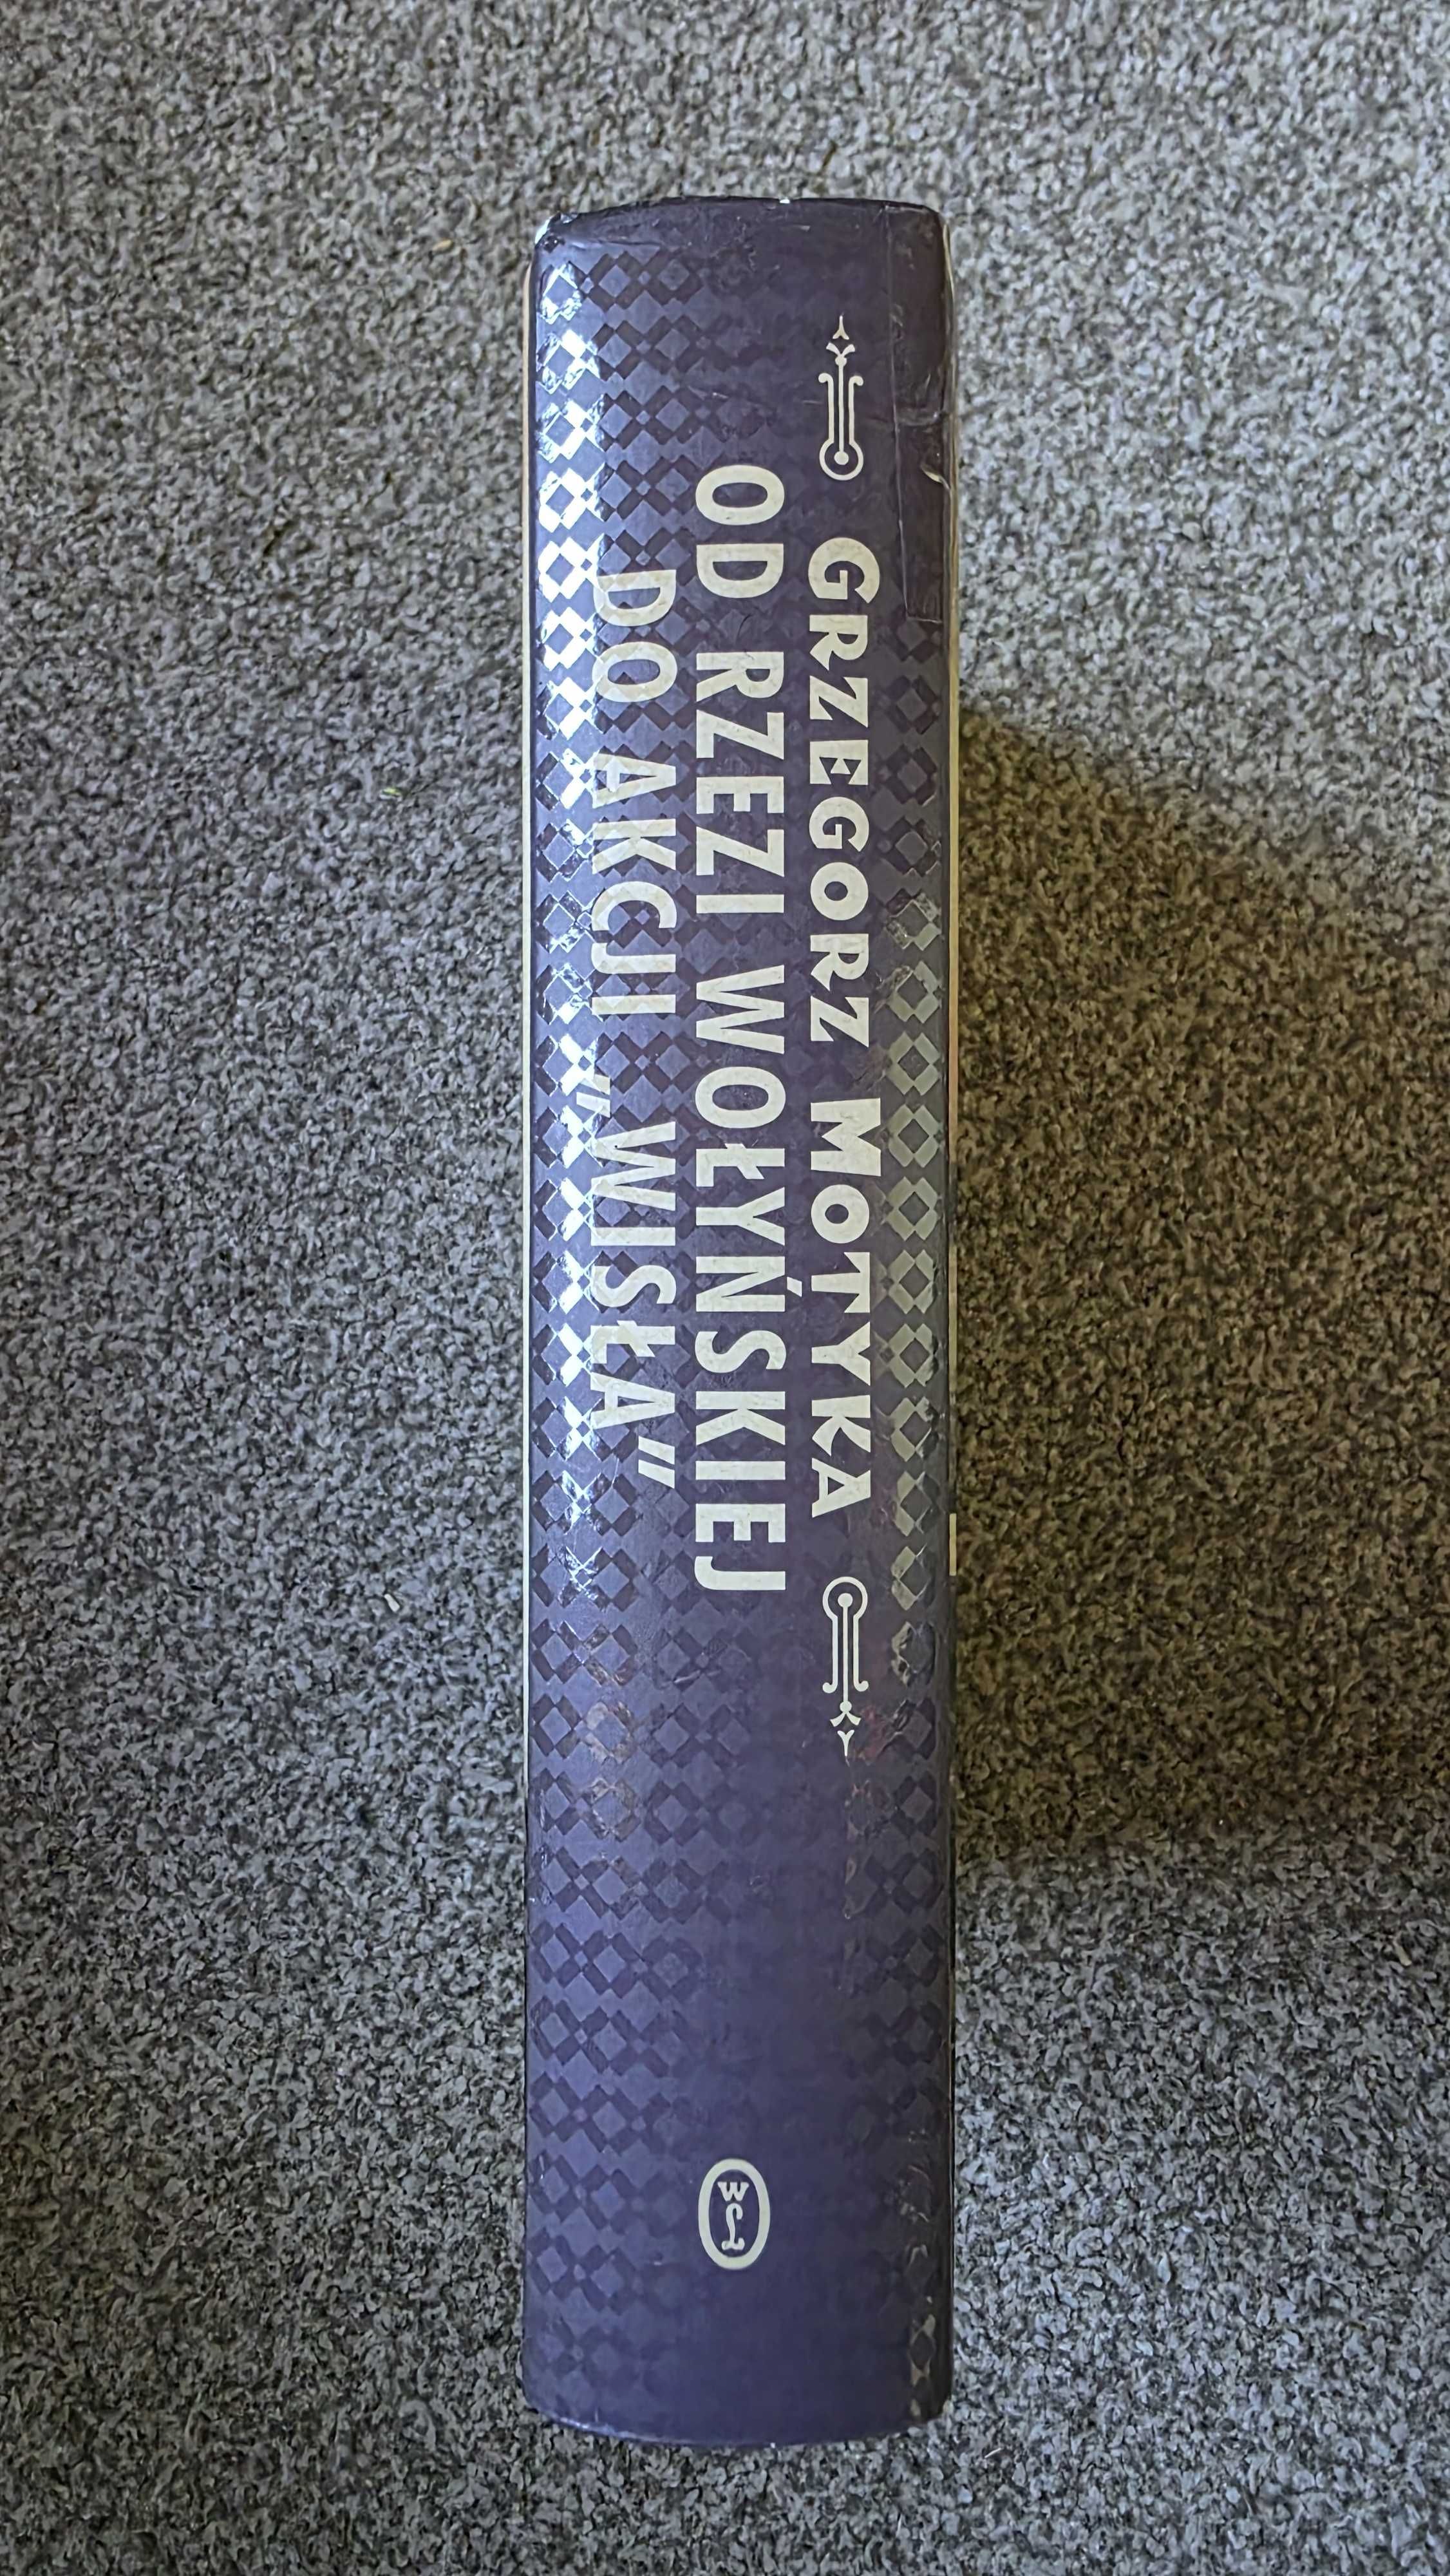 GRZEGORZ MOTYKA
OD RZEZI WOŁYŃSKIEJ
DO AKCJI "WISŁA"
WL